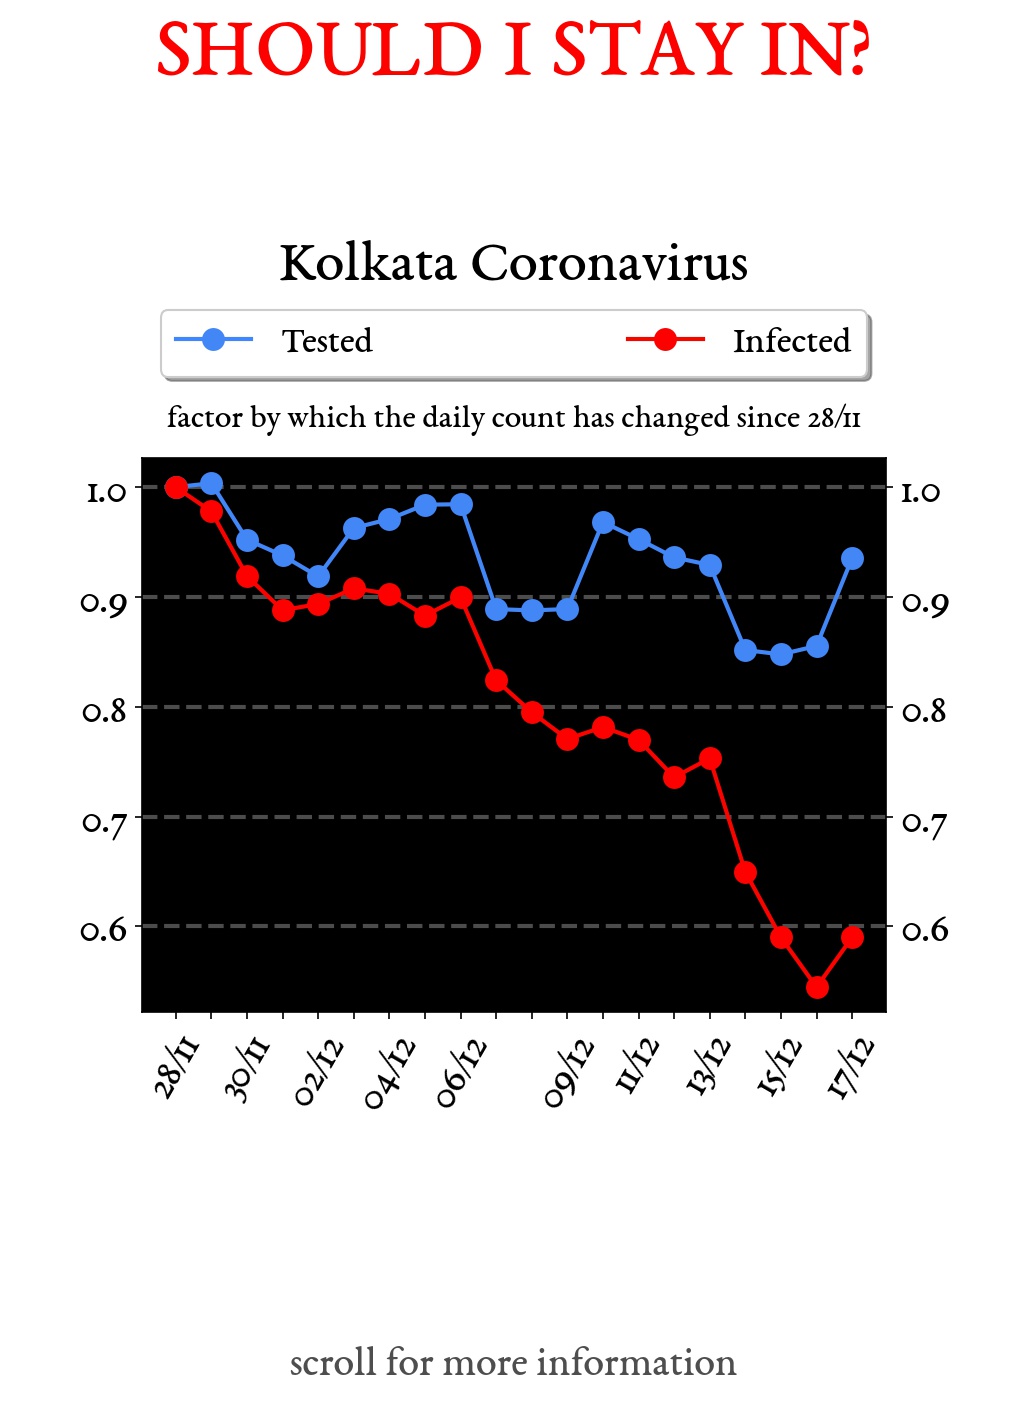 SHOULD I STAY IN?
Kolkata Coronavirus
Tested Infected
factor by which the daily count has changed since 28/11
1.0 1.0
0.9 0.9
0.8 0.8
0.7 0.7
0.6 0.6
28/11 30/11 02/12 04/12 06/12 09/12 11/12 13/12 15/12 17/12
scroll for more information